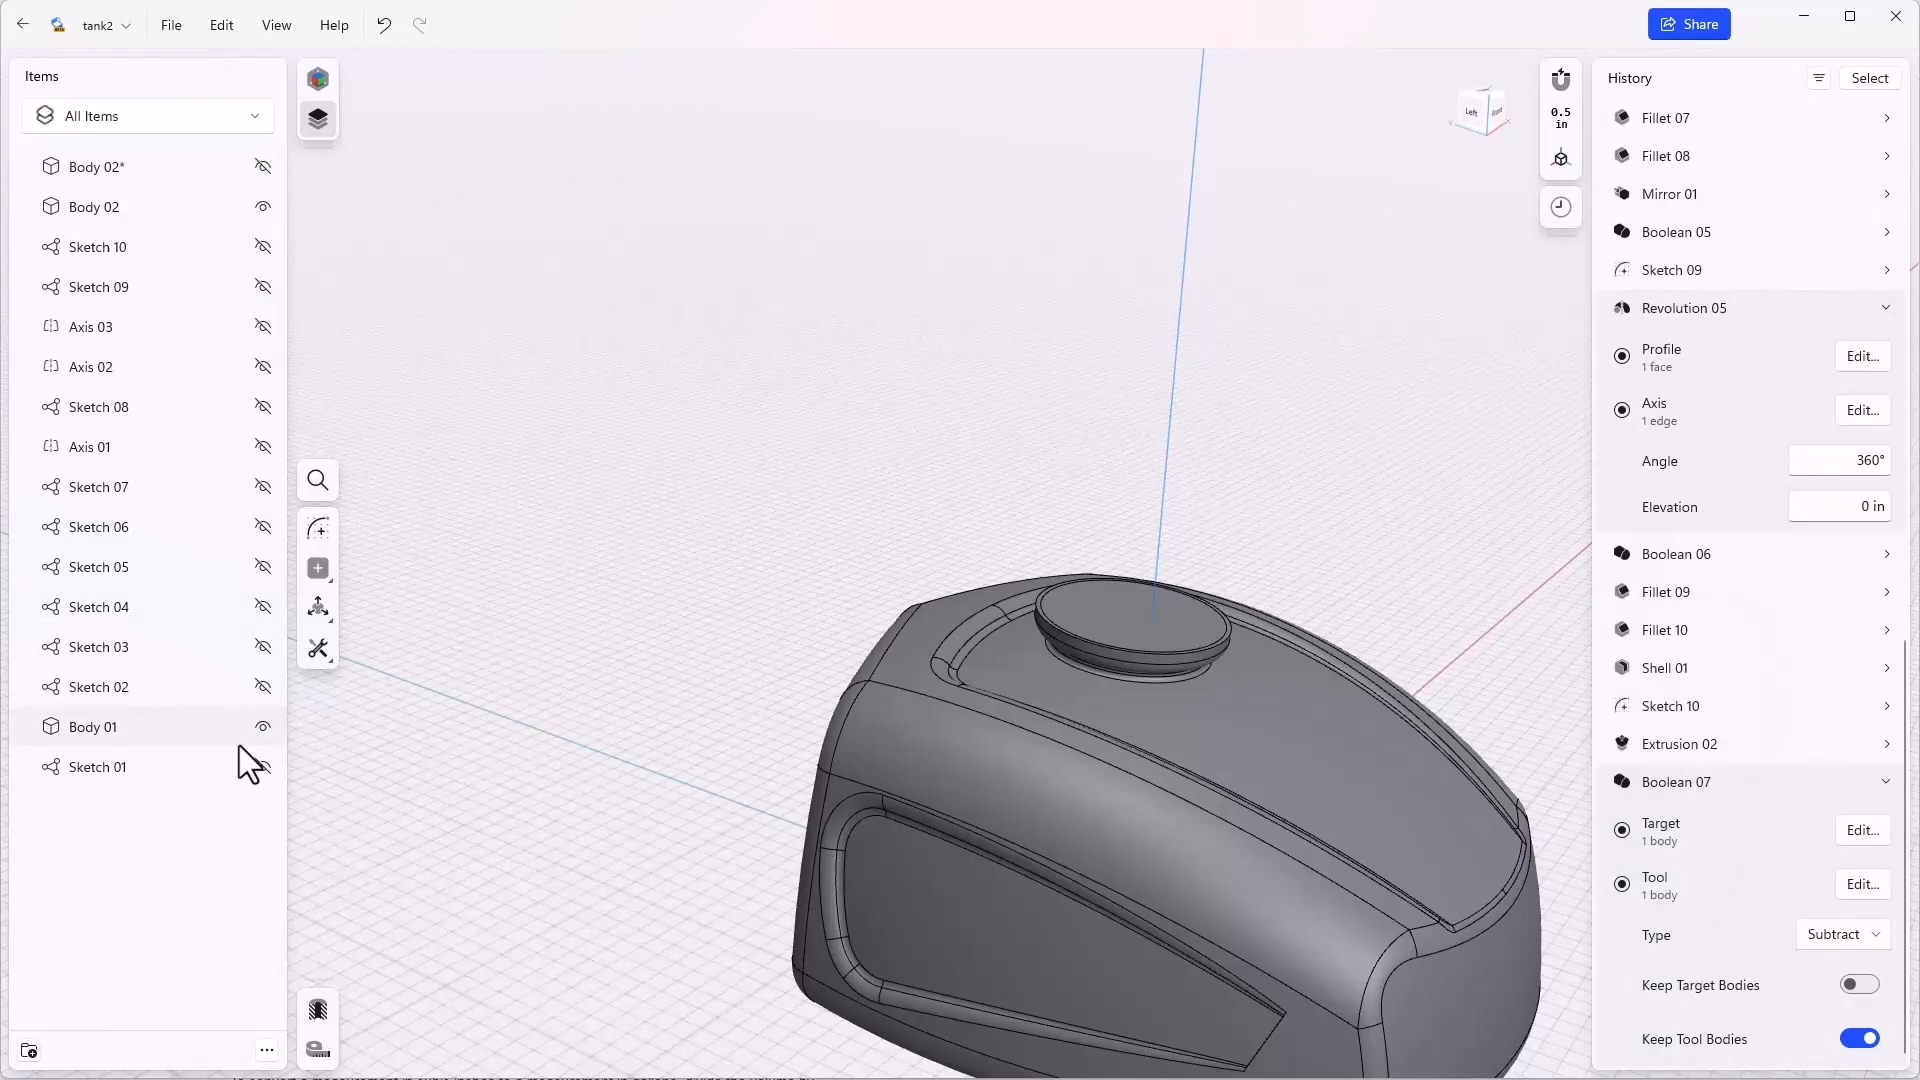 tank2
File
Edit
View
Help
Share
Items
All Items
Body 02*
Body 02
Sketch 10
Sketch 09
Axis 03
Axis 02
Sketch 08
Axis 01
Sketch 07
Sketch 06
Sketch 05
Sketch 04
Sketch 03
Sketch 02
Body 01
Sketch 01
Left
0.5
in
History
Select
Fillet 07
Fillet 08
Mirror 01
Boolean 05
Sketch 09
Revolution 05
Profile
1 face
Edit...
Axis
1 edge
Edit...
Angle
360°
Elevation
0 in
Boolean 06
Fillet 09
Fillet 10
Shell 01
Sketch 10
Extrusion 02
Boolean 07
Target
1 body
Edit...
Tool
1 body
Edit...
Type
Subtract
Keep Target Bodies
Keep Tool Bodies